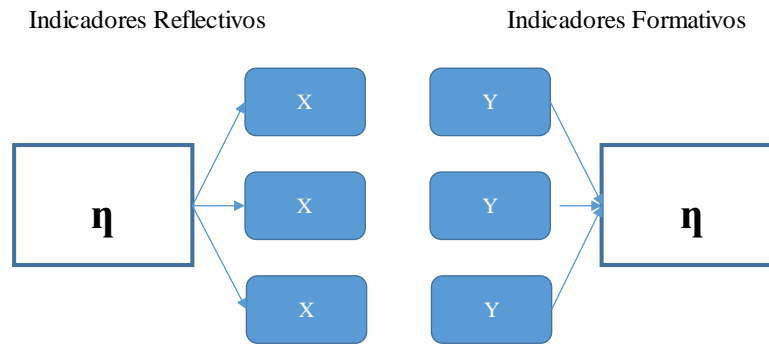 Indicadores Reflectivos
Indicadores Formativos
X
Y
η
X
Y
η
X
Y